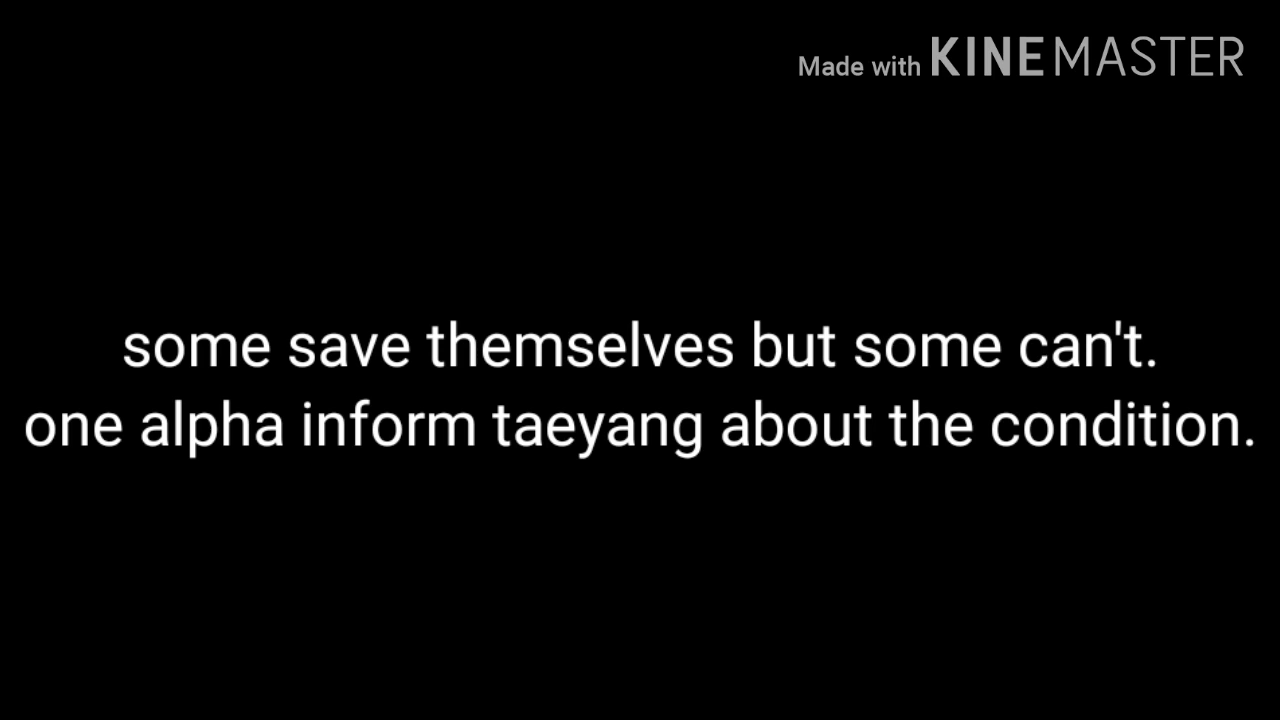 Made with KINEMASTER
some save themselves but some can't.
one alpha inform taeyang about the condition.